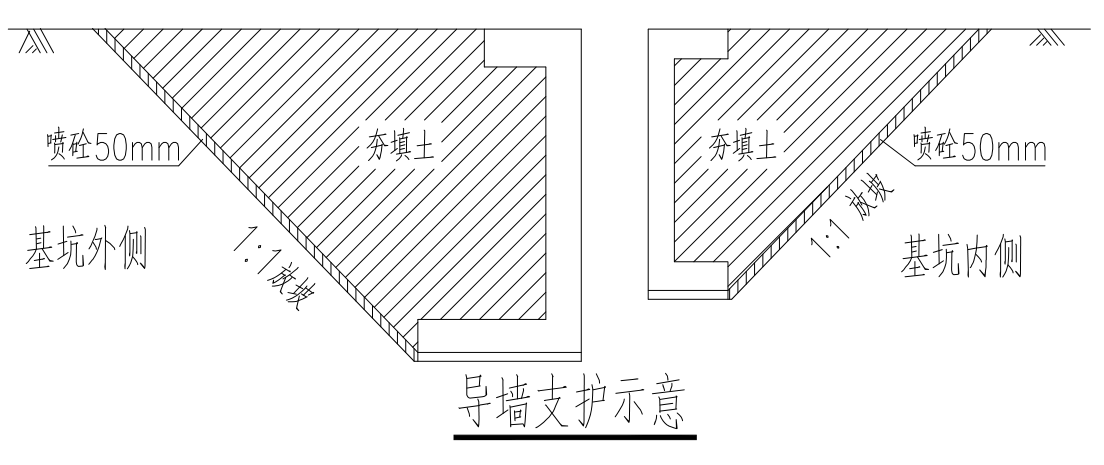 喷砼50mm
夯填土
夯填土
喷砼50mm
基坑外侧
1:1放坡
1:1 放坡
基坑内侧
导墙支护示意